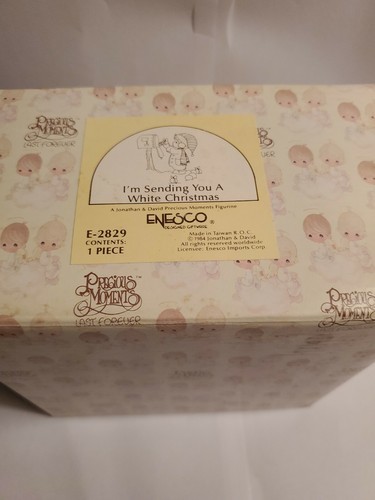 PRECIOUS
MOMENTS
LAST FOREVER
I'm Sending You A
White Christmas
A Jonathan & David Precious Moments Figurine
ENESCO®
DESIGNED GIFTWARE
E-2829
CONTENTS:
1 PIECE
Made in Taiwan R.O.C.
© 1984 Jonathan & David
All rights reserved worldwide
Licensee: Enesco Imports Corp.
PRECIOUS™
MOMENTS
LAST FOREVER
PRECIOUS
MOMENTS
LAST FOREVER